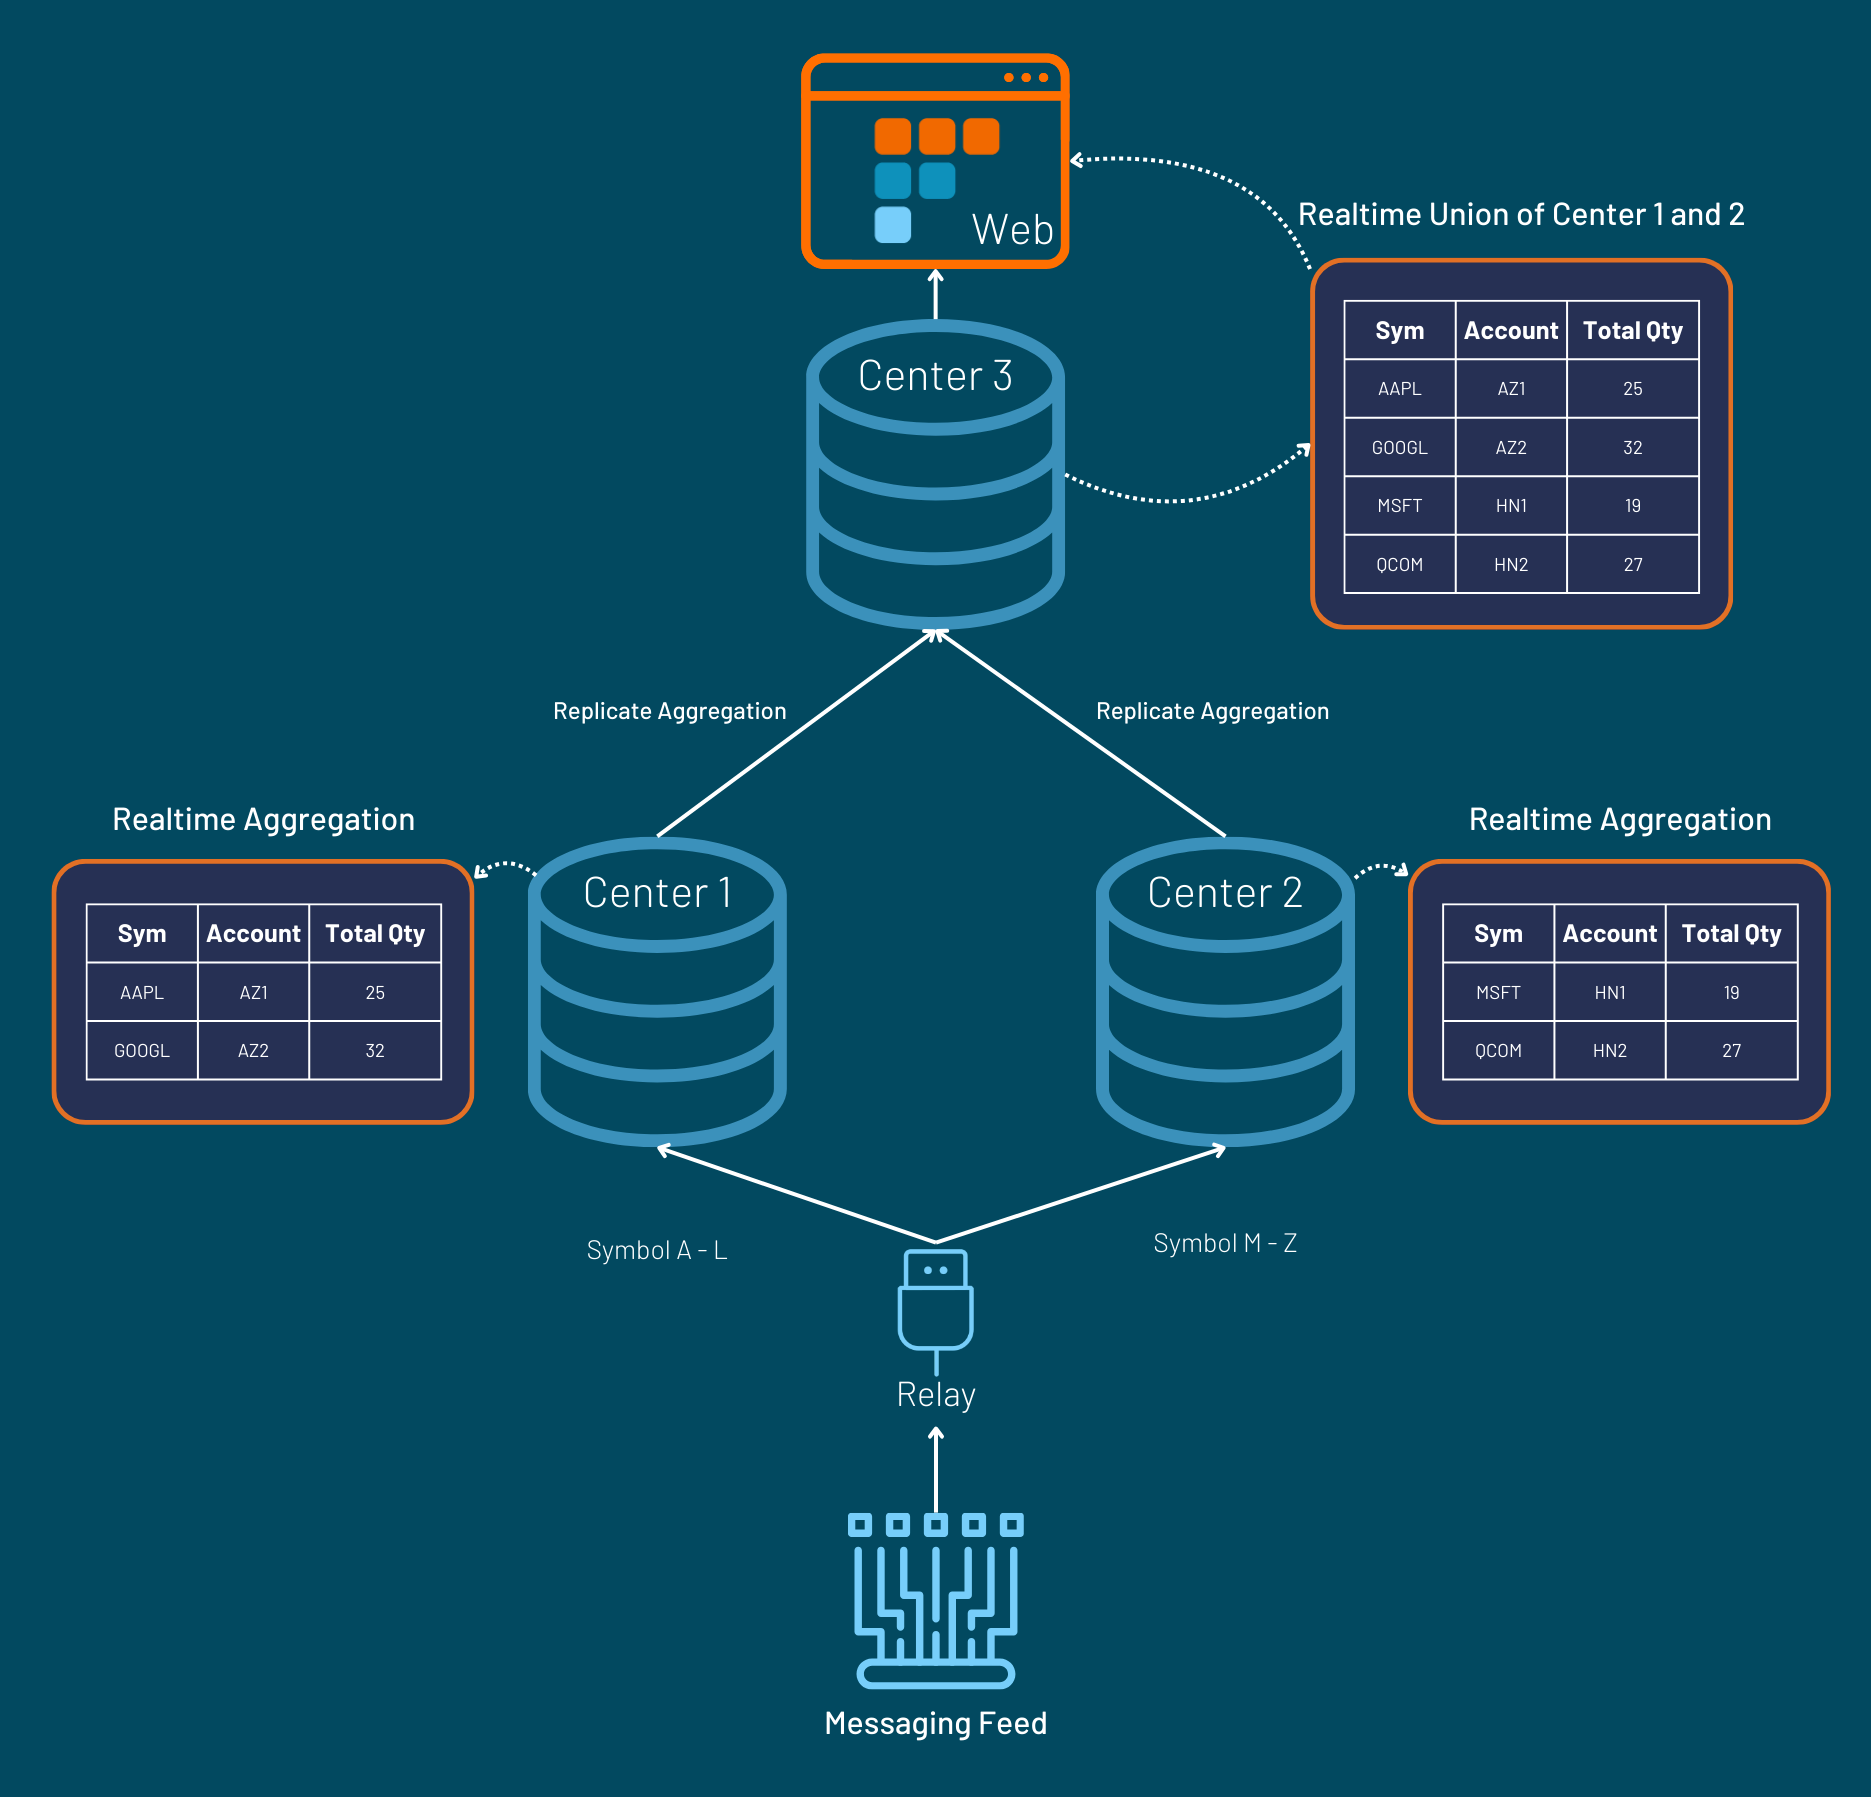 Web
Realtime Union of Center 1 and 2
Sym Account Total Qty
AAPL AZ1 25
GOOGL AZ2 32
MSFT HN1 19
QCOM HN2 27
Center 3
Replicate Aggregation
Replicate Aggregation
Realtime Aggregation
Sym Account Total Qty
AAPL AZ1 25
GOOGL AZ2 32
Center 1
Center 2
Realtime Aggregation
Sym Account Total Qty
MSFT HN1 19
QCOM HN2 27
Symbol A - L
Symbol M - Z
Relay
Messaging Feed